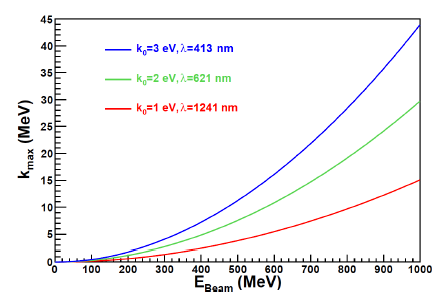 45
40
35
30
25
20
15
10
5
0
k_max (MeV)
k₀=3 eV, λ=413 nm
k₀=2 eV, λ=621 nm
k₀=1 eV, λ=1241 nm
0 100 200 300 400 500 600 700 800 900 1000
E_Beam (MeV)